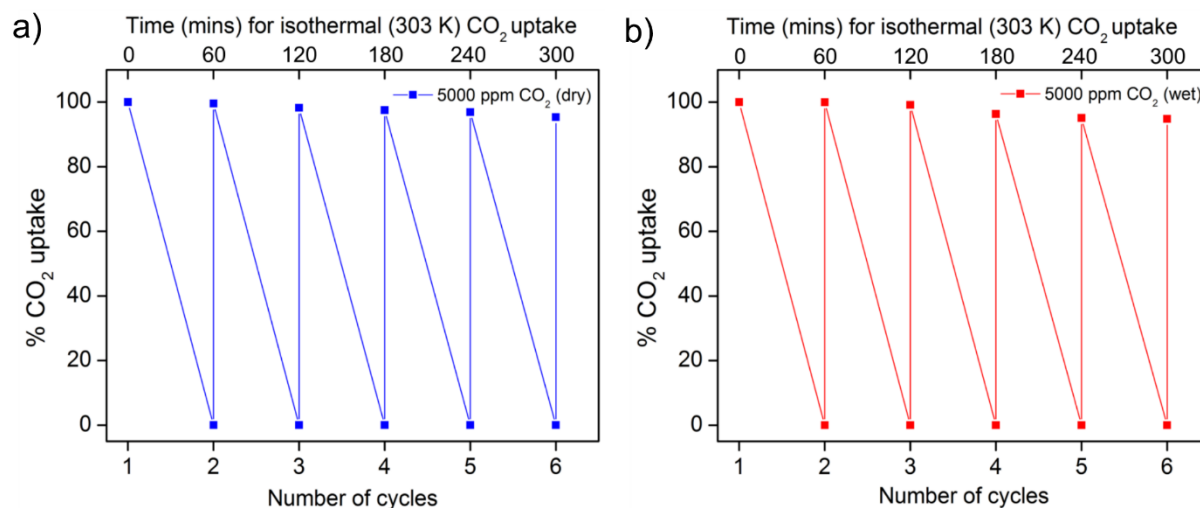 a)
Time (mins) for isothermal (303 K) CO₂ uptake
0 60 120 180 240 300
5000 ppm CO₂ (dry)
% CO₂ uptake
100
80
60
40
20
0
1 2 3 4 5 6
Number of cycles
b)
Time (mins) for isothermal (303 K) CO₂ uptake
0 60 120 180 240 300
5000 ppm CO₂ (wet)
% CO₂ uptake
100
80
60
40
20
0
1 2 3 4 5 6
Number of cycles